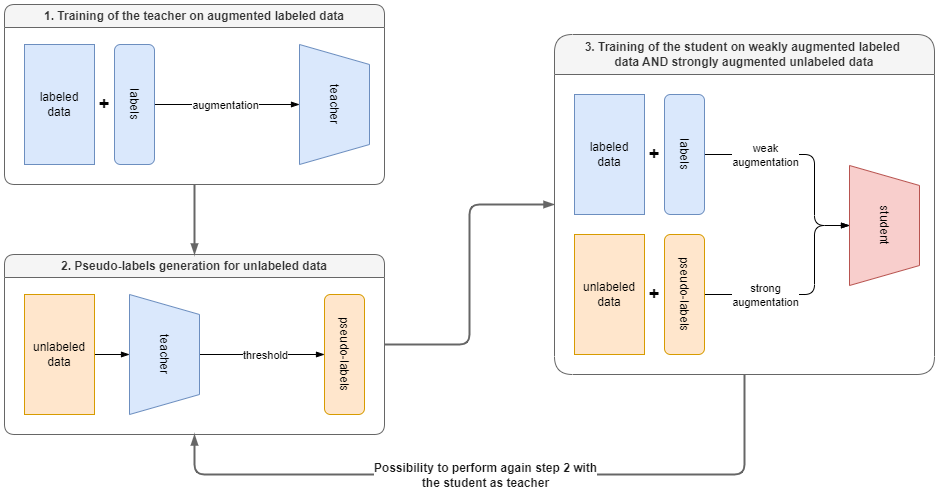 1. Training of the teacher on augmented labeled data
labeled
data
+
labels
augmentation
teacher
2. Pseudo-labels generation for unlabeled data
unlabeled
data
teacher
threshold
pseudo-labels
3. Training of the student on weakly augmented labeled
data AND strongly augmented unlabeled data
labeled
data
+
labels
weak
augmentation
unlabeled
data
+
pseudo-labels
strong
augmentation
student
Possibility to perform again step 2 with
the student as teacher